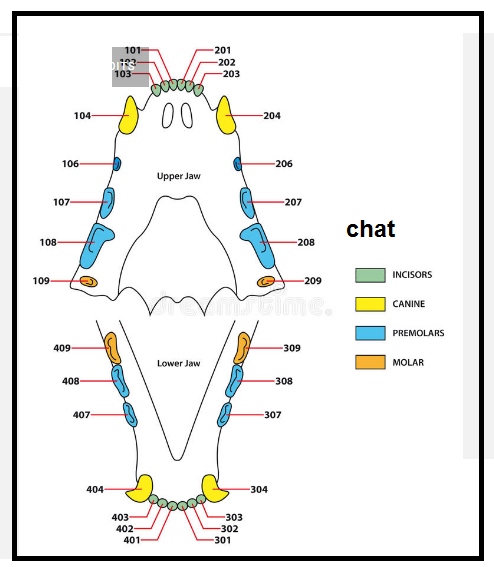 101 201
102 202
103 203
104 204
106 206
Upper Jaw
107 207
108 208
chat
109 209
INCISORS
dreamstime.
CANINE
PREMOLARS
409 Lower Jaw 309
MOLAR
408 308
407 307
404 304
403 303
402 302
401 301